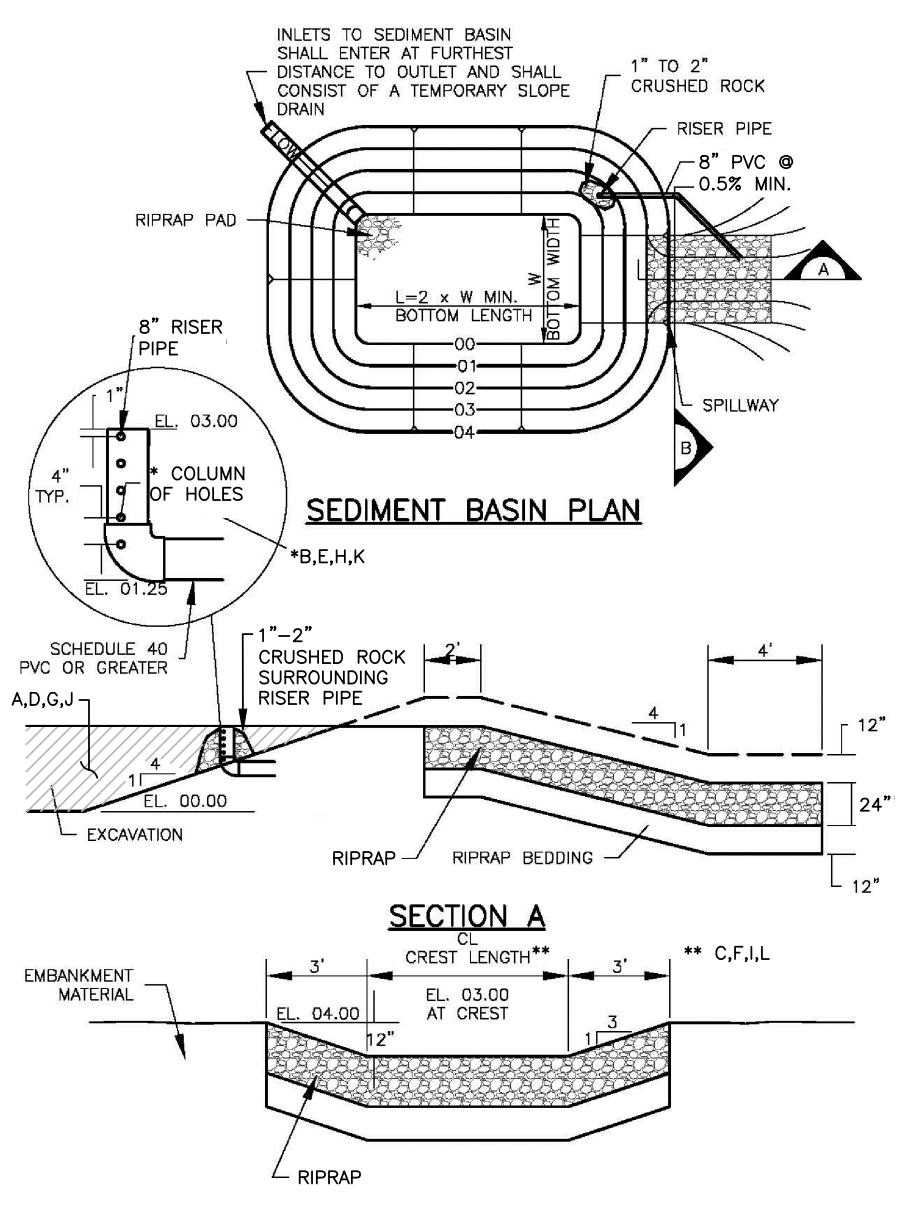 INLETS TO SEDIMENT BASIN
SHALL ENTER AT FURTHEST
DISTANCE TO OUTLET AND SHALL
CONSIST OF A TEMPORARY SLOPE
DRAIN
1" TO 2"
CRUSHED ROCK
RISER PIPE
8" PVC @
0.5% MIN.
FLOW
RIPRAP PAD
A
W
BOTTOM WIDTH
L=2 x W MIN.
BOTTOM LENGTH
00
01
02
03
04
SPILLWAY
B
8" RISER
PIPE
1"
EL. 03.00
4"
TYP.
* COLUMN
OF HOLES
*B,E,H,K
EL. 01.25
SCHEDULE 40
PVC OR GREATER
SEDIMENT BASIN PLAN
1"-2"
CRUSHED ROCK
SURROUNDING
RISER PIPE
A,D,G,J
2'
4'
4
1
12"
4
1
EL. 00.00
EXCAVATION
24"
RIPRAP
RIPRAP BEDDING
12"
SECTION A
CL
CREST LENGTH**
** C,F,I,L
EMBANKMENT
MATERIAL
3'
3'
EL. 04.00
EL. 03.00
AT CREST
12"
3
1
RIPRAP